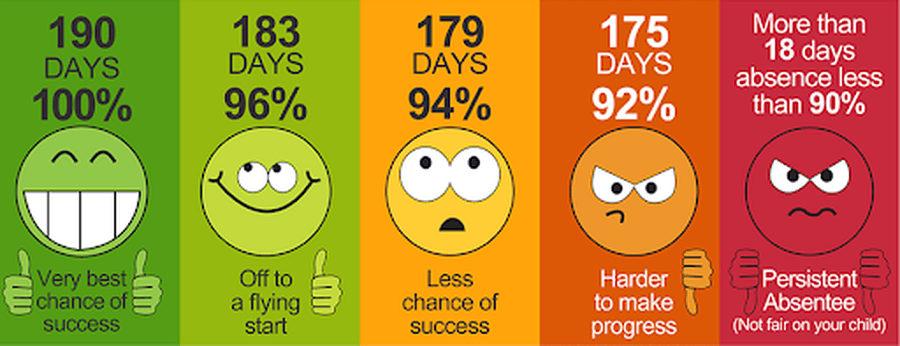 190
DAYS
100%
Very best
chance of
success
183
DAYS
96%
Off to
a flying
start
179
DAYS
94%
Less
chance of
success
175
DAYS
92%
Harder
to make
progress
More than
18 days
absence less
than 90%
Persistent
Absentee
(Not fair on your child)